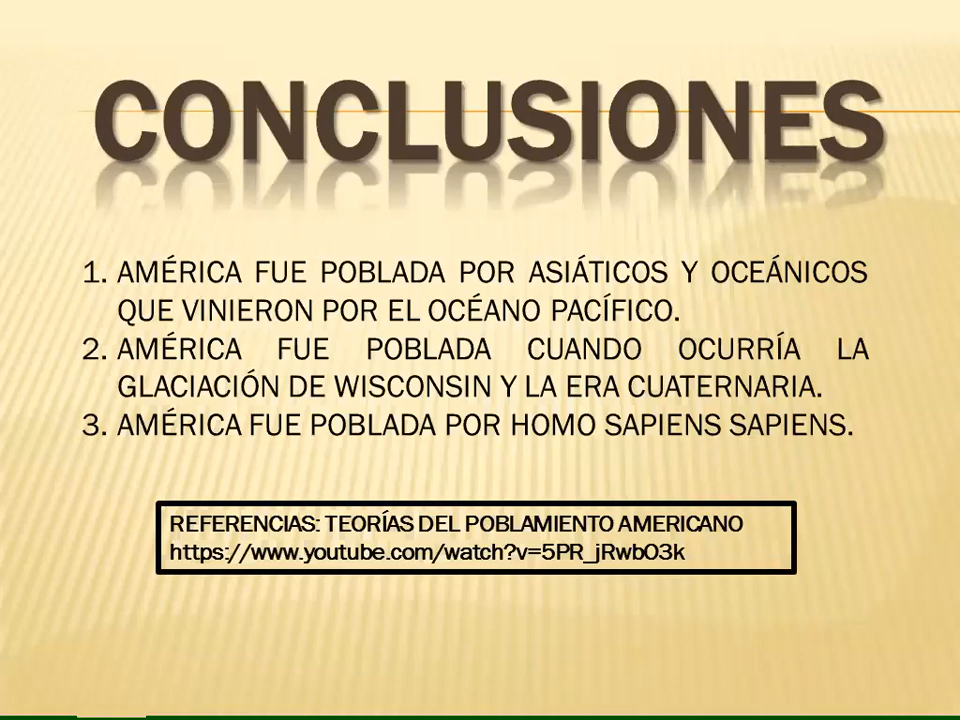 CONCLUSIONES
1. AMÉRICA FUE POBLADA POR ASIÁTICOS Y OCEÁNICOS
QUE VINIERON POR EL OCÉANO PACÍFICO.
2. AMÉRICA FUE POBLADA CUANDO OCURRÍA LA
GLACIACIÓN DE WISCONSIN Y LA ERA CUATERNARIA.
3. AMÉRICA FUE POBLADA POR HOMO SAPIENS SAPIENS.
REFERENCIAS: TEORÍAS DEL POBLAMIENTO AMERICANO
https://www.youtube.com/watch?v=5PR_jRwbO3k